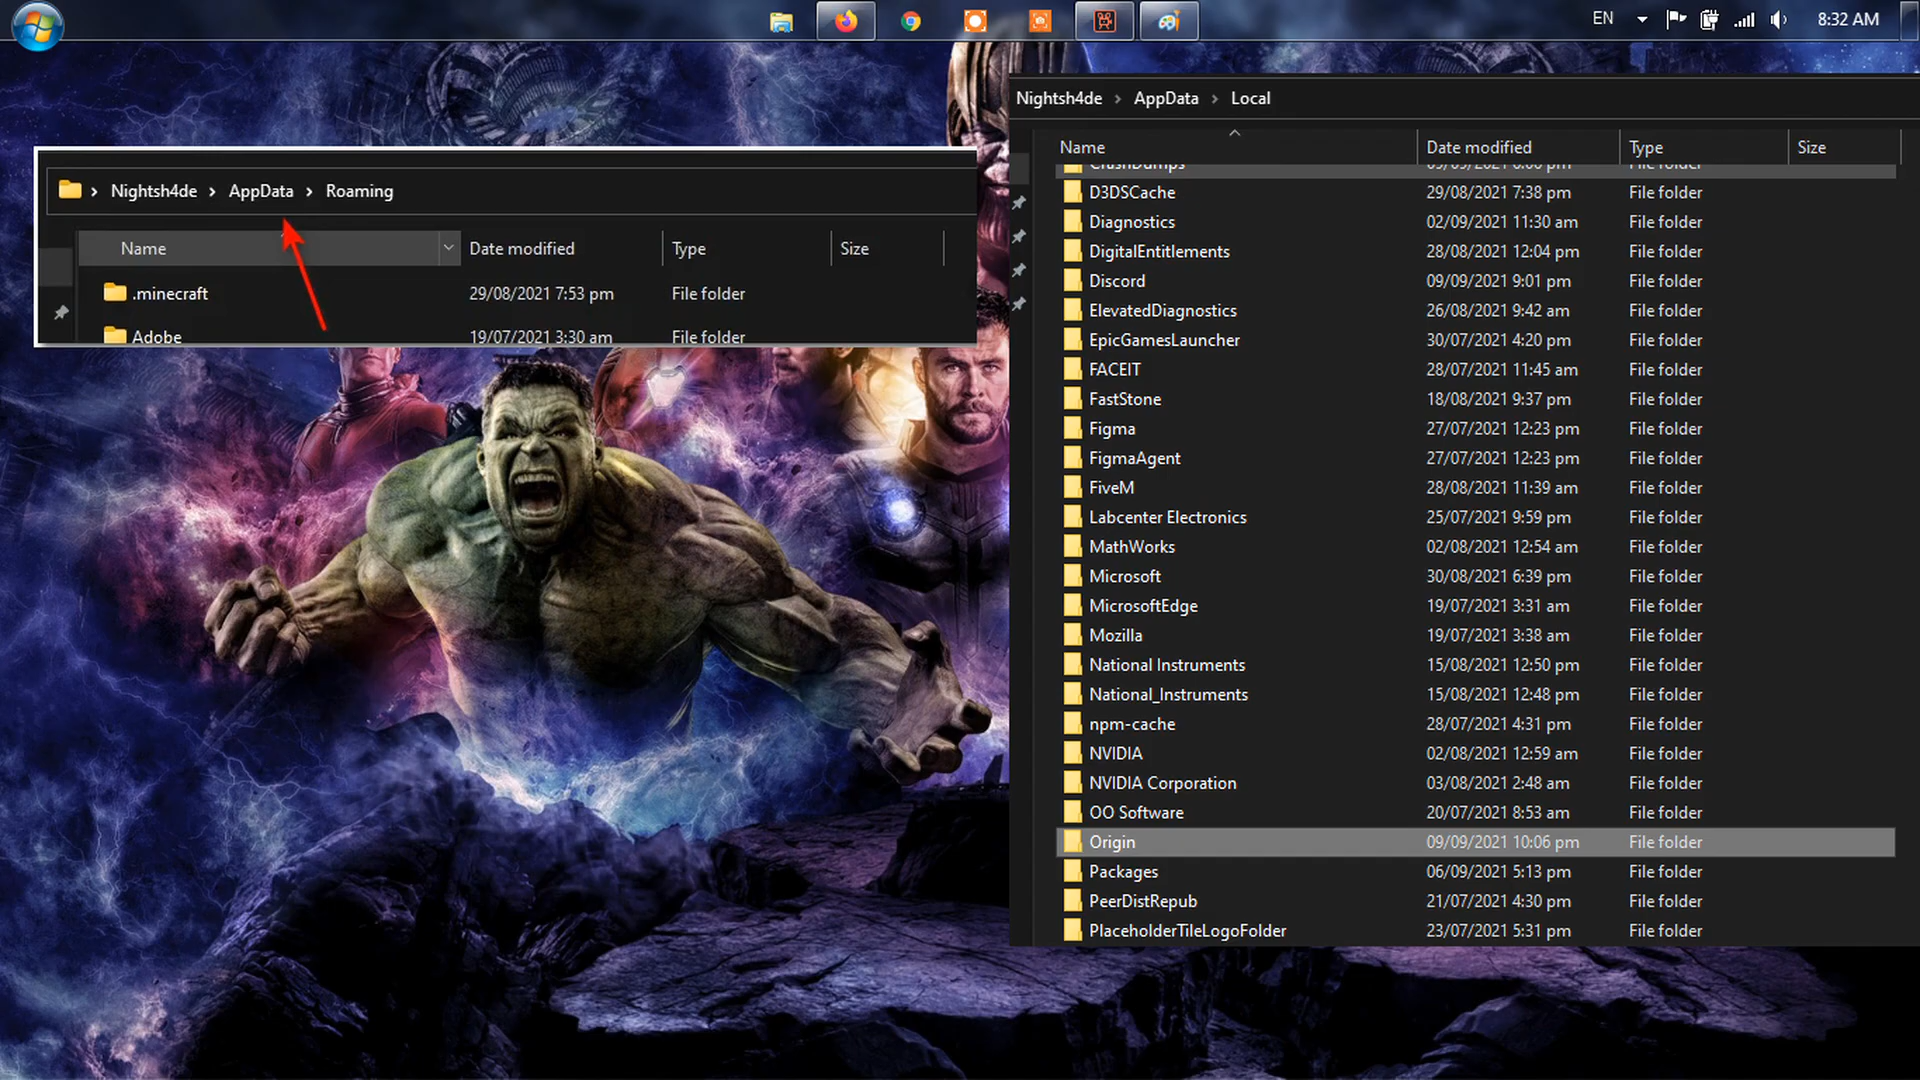 EN 8:32 AM
Nightsh4de > AppData > Roaming
Name Date modified Type Size
.minecraft 29/08/2021 7:53 pm File folder
Adobe 19/07/2021 3:30 am File folder
Nightsh4de > AppData > Local
Name Date modified Type Size
CrashDumps File folder
D3DSCache 29/08/2021 7:38 pm File folder
Diagnostics 02/09/2021 11:30 am File folder
DigitalEntitlements 28/08/2021 12:04 pm File folder
Discord 09/09/2021 9:01 pm File folder
ElevatedDiagnostics 26/08/2021 9:42 am File folder
EpicGamesLauncher 30/07/2021 4:20 pm File folder
FACEIT 28/07/2021 11:45 am File folder
FastStone 18/08/2021 9:37 pm File folder
Figma 27/07/2021 12:23 pm File folder
FigmaAgent 27/07/2021 12:23 pm File folder
FiveM 28/08/2021 11:39 am File folder
Labcenter Electronics 25/07/2021 9:59 pm File folder
MathWorks 02/08/2021 12:54 am File folder
Microsoft 30/08/2021 6:39 pm File folder
MicrosoftEdge 19/07/2021 3:31 am File folder
Mozilla 19/07/2021 3:38 am File folder
National Instruments 15/08/2021 12:50 pm File folder
National_Instruments 15/08/2021 12:48 pm File folder
npm-cache 28/07/2021 4:31 pm File folder
NVIDIA 02/08/2021 12:59 am File folder
NVIDIA Corporation 03/08/2021 2:48 am File folder
OO Software 20/07/2021 8:53 am File folder
Origin 09/09/2021 10:06 pm File folder
Packages 06/09/2021 5:13 pm File folder
PeerDistRepub 21/07/2021 4:30 pm File folder
PlaceholderTileLogoFolder 23/07/2021 5:31 pm File folder